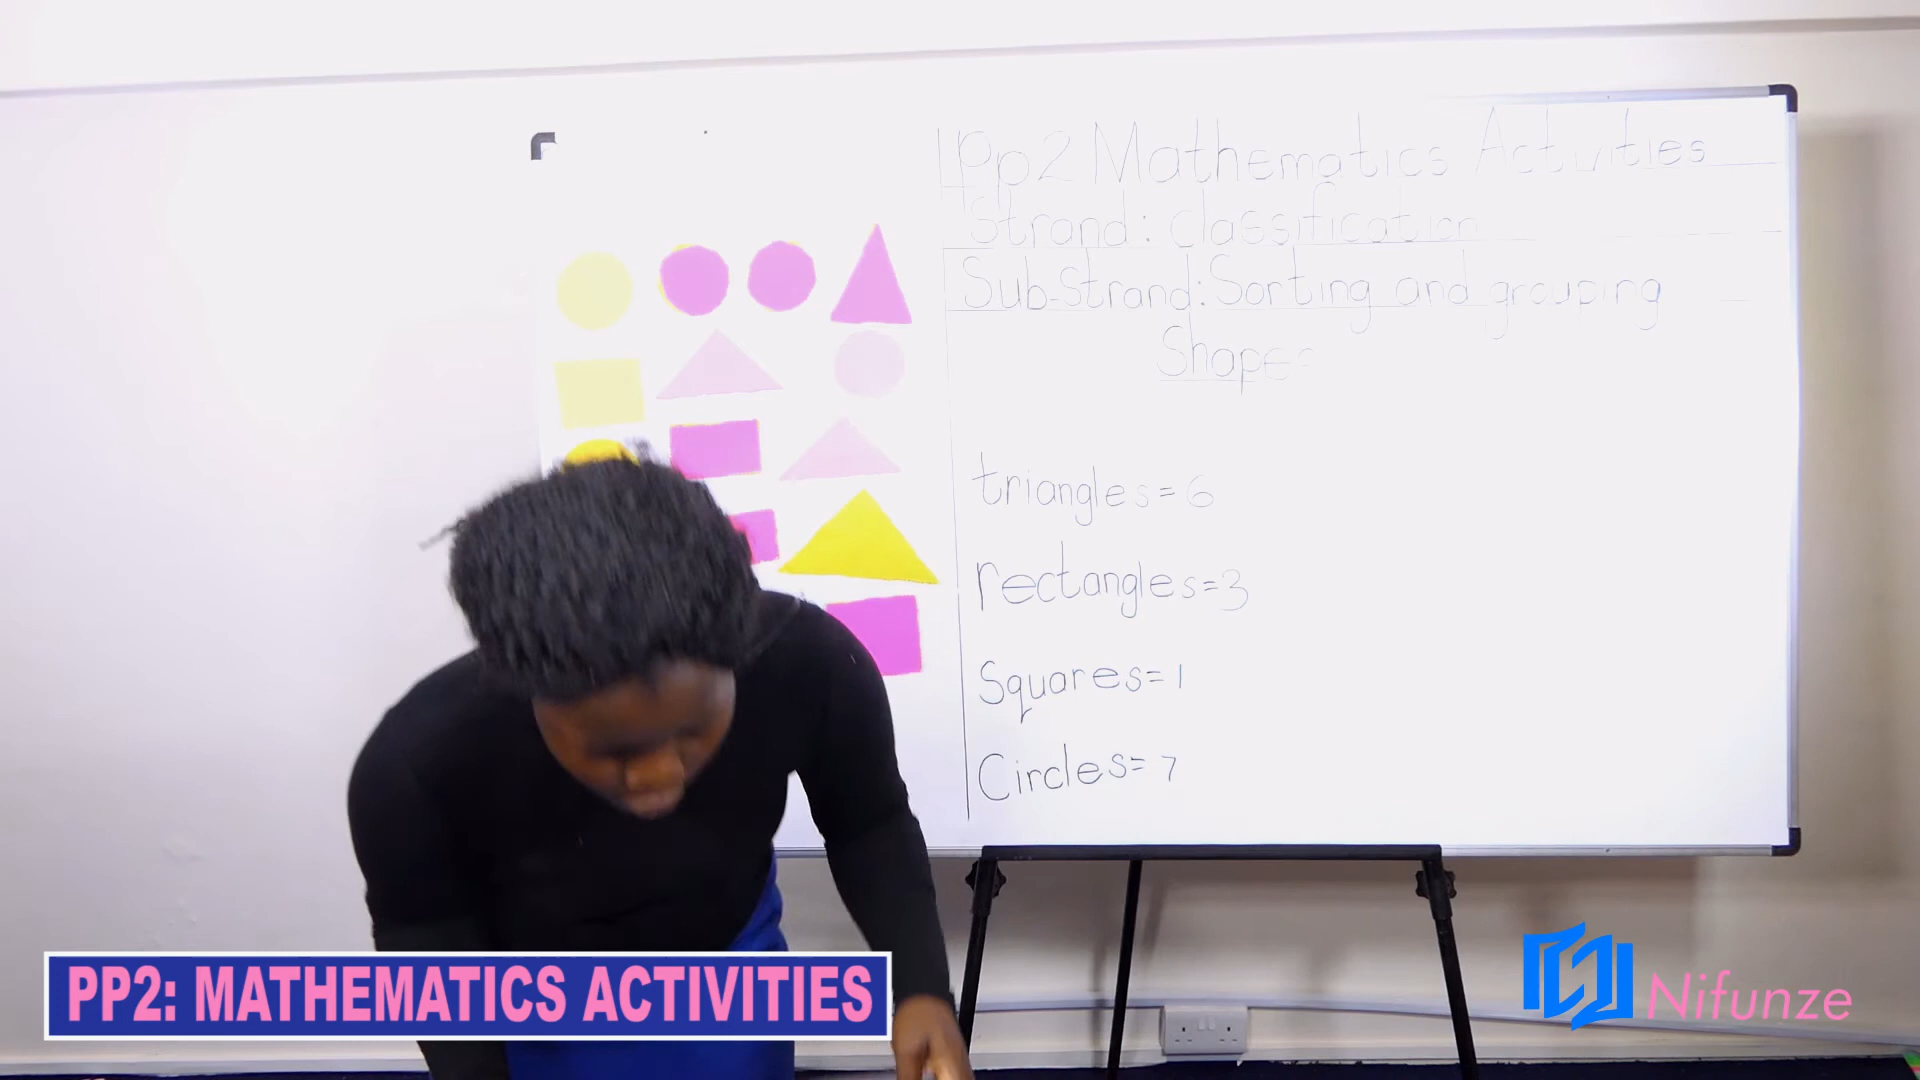 Pp2 Mathematics Activities
Strand: classification
Sub-Strand: Sorting and grouping
Shapes
triangles = 6
rectangles = 3
Squares = 1
Circles = 7
PP2: MATHEMATICS ACTIVITIES
Nifunze